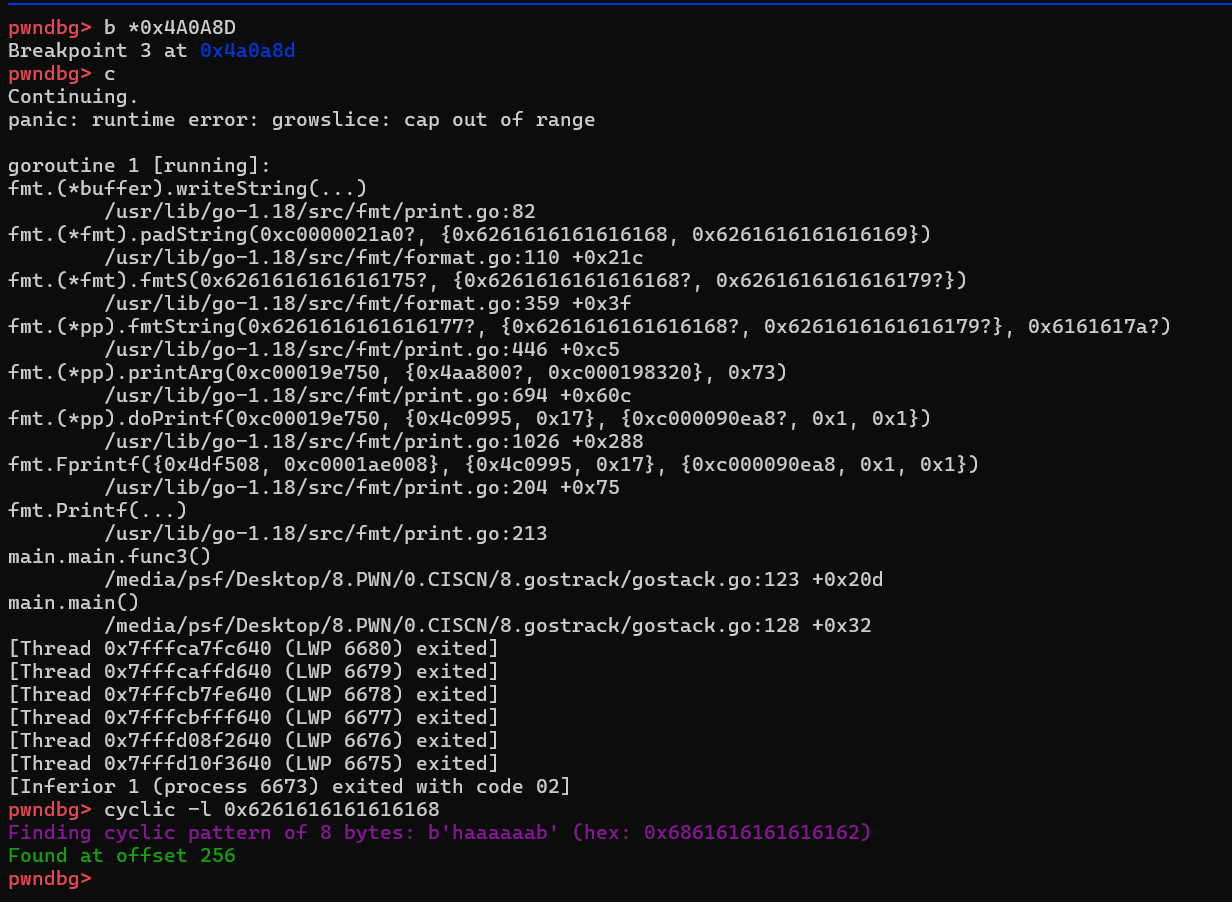 pwndbg> b *0x4A0A8D
Breakpoint 3 at 0x4a0a8d
pwndbg> c
Continuing.
panic: runtime error: growslice: cap out of range
goroutine 1 [running]:
fmt.(*buffer).writeString(...)
/usr/lib/go-1.18/src/fmt/print.go:82
fmt.(*fmt).padString(0xc0000021a0?, {0x6261616161616168, 0x6261616161616169})
/usr/lib/go-1.18/src/fmt/format.go:110 +0x21c
fmt.(*fmt).fmtS(0x6261616161616175?, {0x6261616161616168?, 0x6261616161616179?})
/usr/lib/go-1.18/src/fmt/format.go:359 +0x3f
fmt.(*pp).fmtString(0x6261616161616177?, {0x6261616161616168?, 0x6261616161616179?}, 0x6161617a?)
/usr/lib/go-1.18/src/fmt/print.go:446 +0xc5
fmt.(*pp).printArg(0xc00019e750, {0x4aa800?, 0xc000198320}, 0x73)
/usr/lib/go-1.18/src/fmt/print.go:694 +0x60c
fmt.(*pp).doPrintf(0xc00019e750, {0x4c0995, 0x17}, {0xc000090ea8?, 0x1, 0x1})
/usr/lib/go-1.18/src/fmt/print.go:1026 +0x288
fmt.Fprintf({0x4df508, 0xc0001ae008}, {0x4c0995, 0x17}, {0xc000090ea8, 0x1, 0x1})
/usr/lib/go-1.18/src/fmt/print.go:204 +0x75
fmt.Printf(...)
/usr/lib/go-1.18/src/fmt/print.go:213
main.main.func3()
/media/psf/Desktop/8.PWN/0.CISCN/8.gostrack/gostack.go:123 +0x20d
main.main()
/media/psf/Desktop/8.PWN/0.CISCN/8.gostrack/gostack.go:128 +0x32
[Thread 0x7fffca7fc640 (LWP 6680) exited]
[Thread 0x7fffcaffd640 (LWP 6679) exited]
[Thread 0x7fffcb7fe640 (LWP 6678) exited]
[Thread 0x7fffcbfff640 (LWP 6677) exited]
[Thread 0x7fffd08f2640 (LWP 6676) exited]
[Thread 0x7fffd10f3640 (LWP 6675) exited]
[Inferior 1 (process 6673) exited with code 02]
pwndbg> cyclic -l 0x6261616161616168
Finding cyclic pattern of 8 bytes: b'haaaaaab' (hex: 0x6861616161616162)
Found at offset 256
pwndbg>